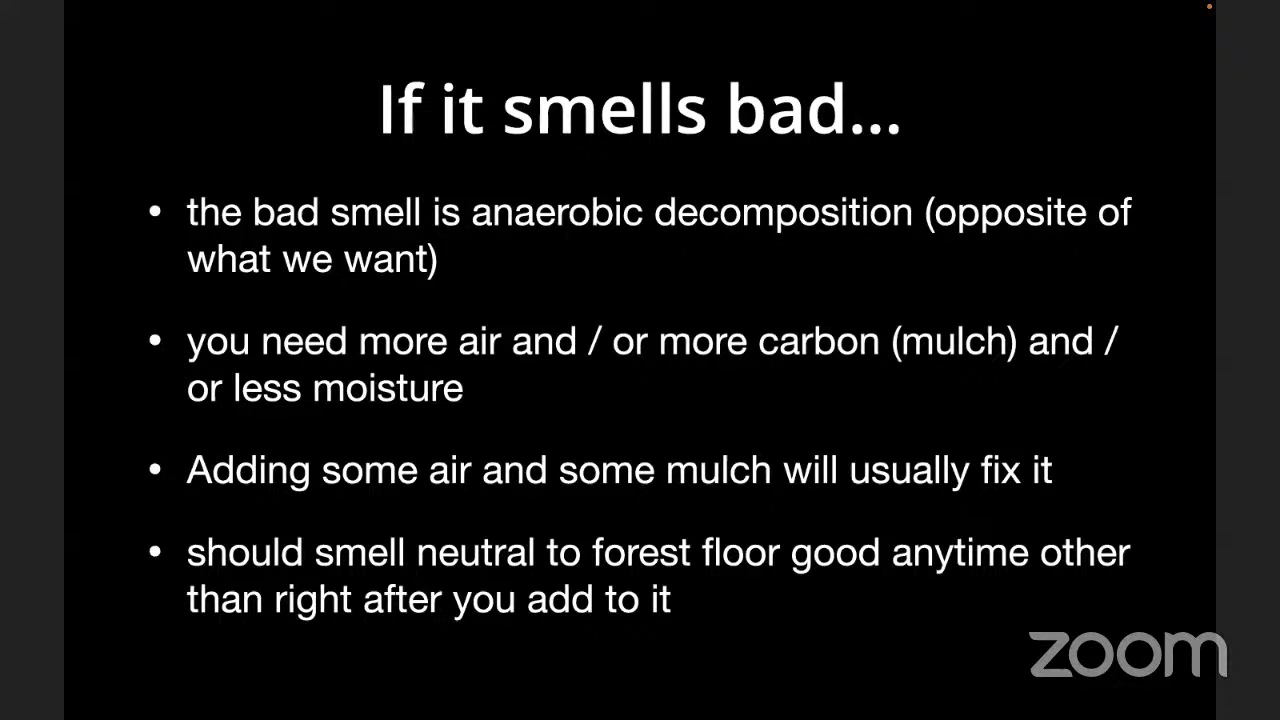 If it smells bad...
• the bad smell is anaerobic decomposition (opposite of
what we want)
• you need more air and / or more carbon (mulch) and /
or less moisture
• Adding some air and some mulch will usually fix it
• should smell neutral to forest floor good anytime other
than right after you add to it
zoom